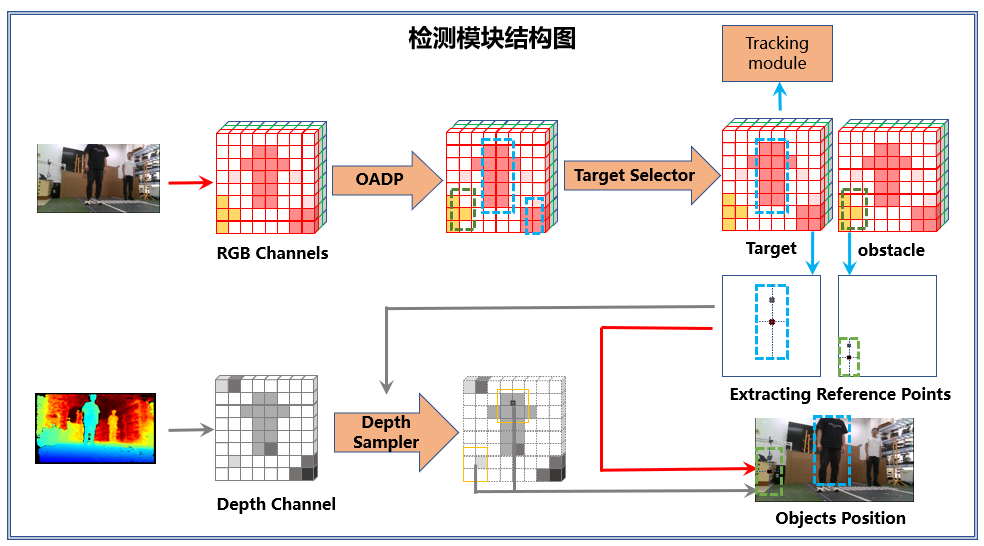 检测模块结构图
Tracking
module
OADP
Target Selector
RGB Channels
Target
obstacle
Extracting Reference Points
Depth
Sampler
Depth Channel
Objects Position